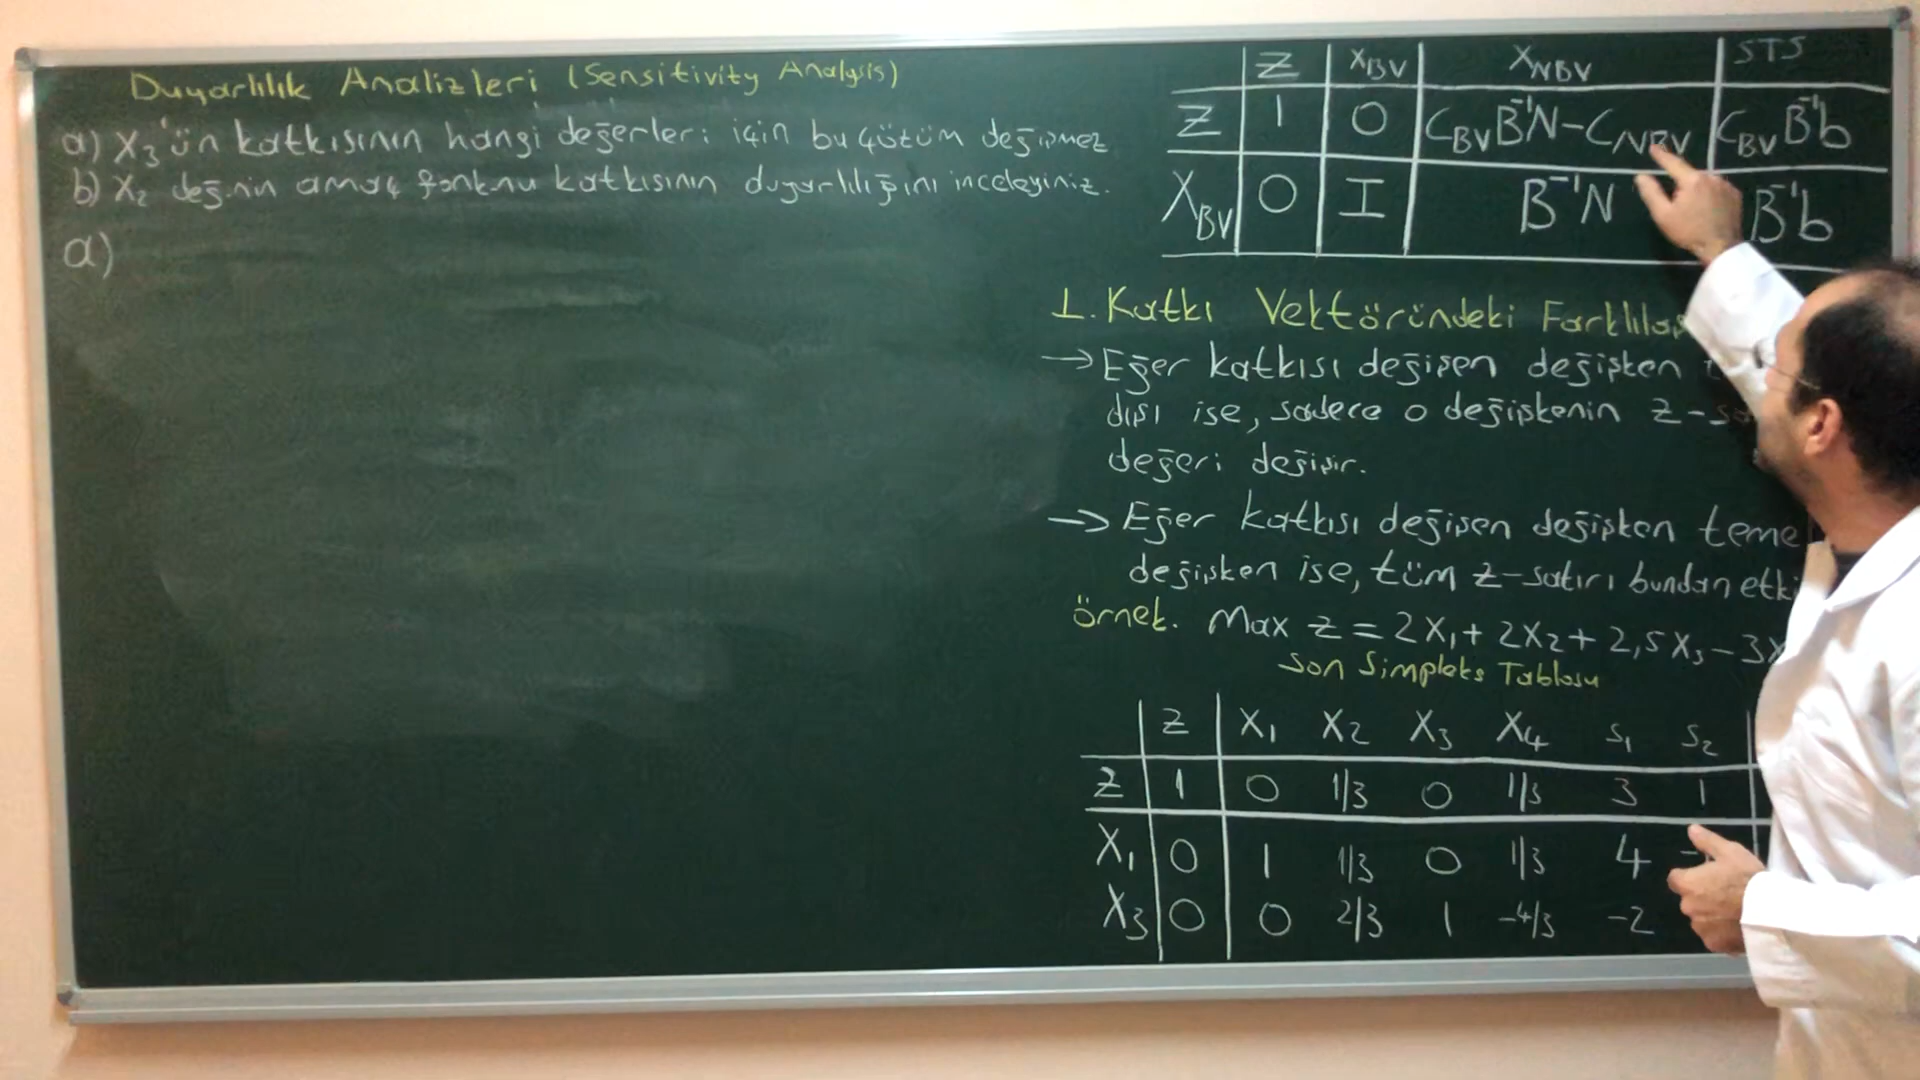 Duyarlılık Analizleri (Sensitivity Analysis)
a) X₃'ün katkısının hangi değerleri için bu çözüm değişmez
b) X₂ değ.nin amaç fonk.nu katkısının duyarlılığını inceleyiniz.
a)
Z X_BV X_NBV STS
Z 1 0 C_BV B⁻¹N-C_NBV C_BV B⁻¹b
X_BV 0 I B⁻¹N B⁻¹b
1. Katkı Vektöründeki
→ Eğer katkısı değişen değişken
dışı ise, sadece o değişkenin Z-
değeri değişir.
→ Eğer katkısı değişen değişken
değişken ise, tüm z-satırı bundan
Örnek. Max Z = 2X₁ + 2X₂ + 2,5X₃ - 3
Son Simpleks Tablosu
Z X₁ X₂ X₃ X₄ S₁ S₂
Z 1 0 1/3 0 1/3 3 1
X₁ 0 1 1/3 0 1/3 4
X₃ 0 0 2/3 1 -4/3 -2